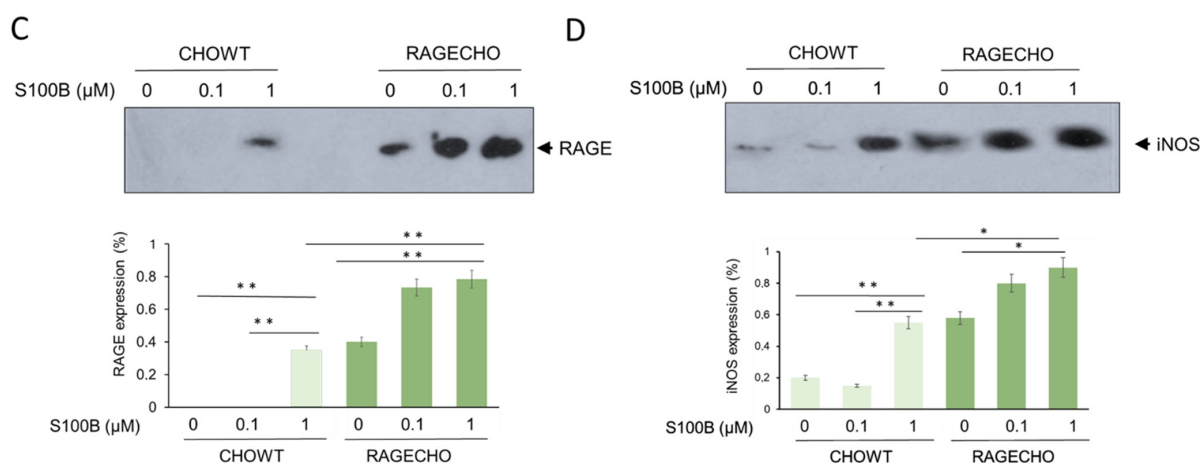 C
CHOWT RAGECHO
S100B (µM) 0 0.1 1 0 0.1 1
RAGE
RAGE expression (%)
1
0.8
0.6
0.4
0.2
0
** 
**
**
**
S100B (µM) 0 0.1 1 0 0.1 1
CHOWT RAGECHO
D
CHOWT RAGECHO
S100B (µM) 0 0.1 1 0 0.1 1
iNOS
iNOS expression (%)
1
0.8
0.6
0.4
0,2
0
*
*
**
**
S100B (µM) 0 0.1 1 0 0.1 1
CHOWT RAGECHO